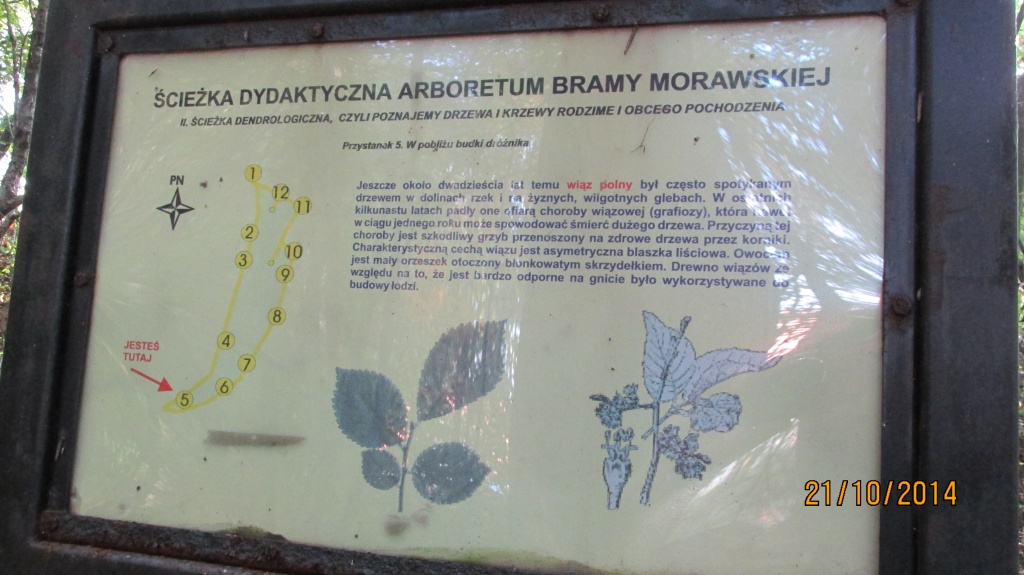 ŚCIEŻKA DYDAKTYCZNA ARBORETUM BRAMY MORAWSKIEJ
II. ŚCIEŻKA DENDROLOGICZNA, CZYLI POZNAJEMY DRZEWA I KRZEWY RODZIME I OBCEGO POCHODZENIA
Przystanek 5. W pobliżu budki dróżnika
Jeszcze około dwadzieścia lat temu wiąz polny był często spotykanym
drzewem w dolinach rzek i na żyznych, wilgotnych glebach. W ostatnich
kilkunastu latach padły one ofiarą choroby wiązowej (grafiozy), która nawet
w ciągu jednego roku może spowodować śmierć dużego drzewa. Przyczyną tej
choroby jest szkodliwy grzyb przenoszony na zdrowe drzewa przez korniki.
Charakterystyczną cechą wiązu jest asymetryczna blaszka liściowa. Owocem
jest mały orzeszek otoczony błonkowatym skrzydełkiem. Drewno wiązów ze
względu na to, że jest bardzo odporne na gnicie było wykorzystywane do
budowy łodzi.
PN
1
12
11
2
10
3
9
8
4
7
JESTEŚ
TUTAJ
6
5
21/10/2014